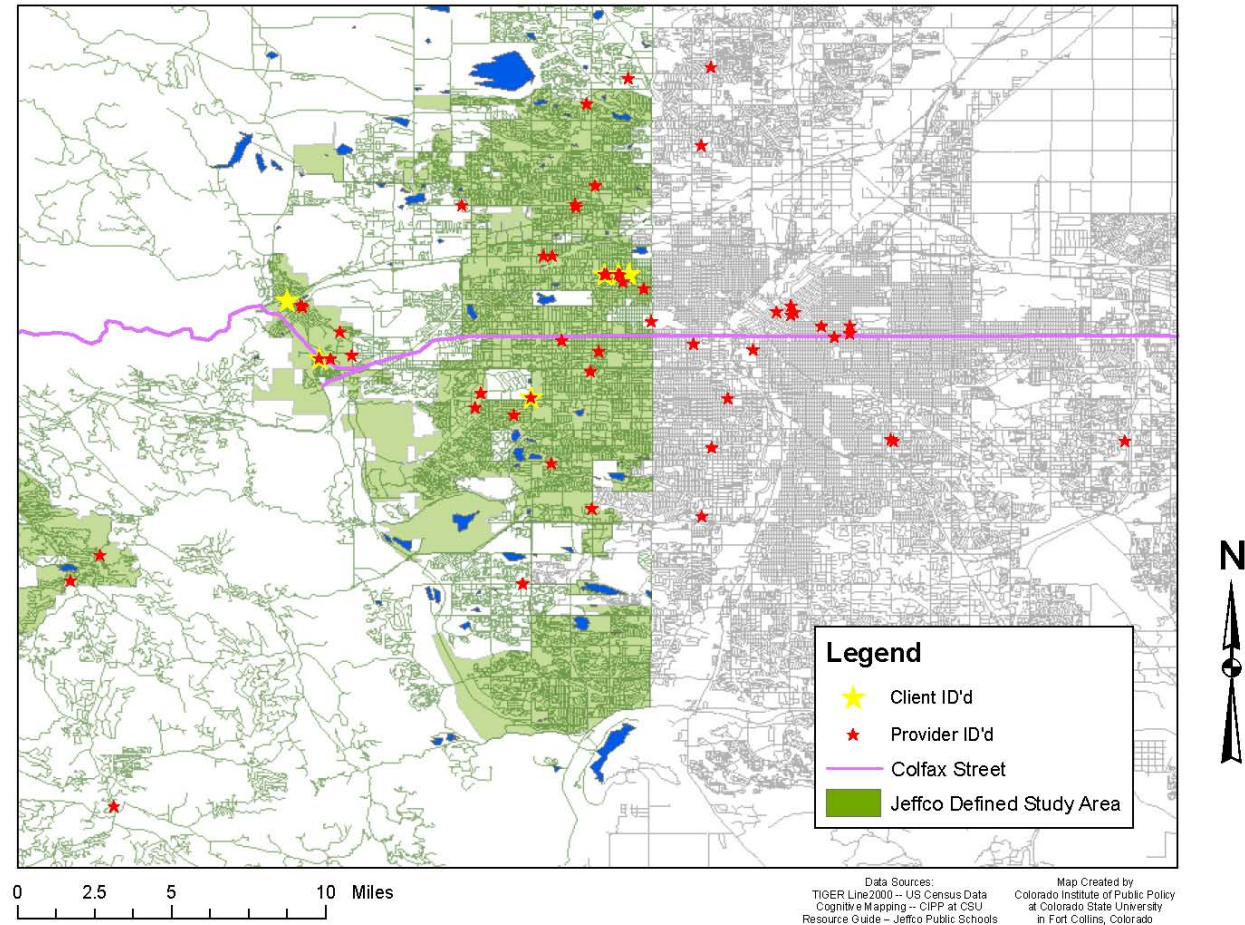 N
Legend
Client ID'd
Provider ID'd
Colfax Street
Jeffco Defined Study Area
0 2.5 5 10 Miles
Data Sources:
TIGER Line2000 -- US Census Data
Cognitive Mapping -- CIPP at CSU
Resource Guide – Jeffco Public Schools
Map Created by
Colorado Institute of Public Policy
at Colorado State University
in Fort Collins, Colorado